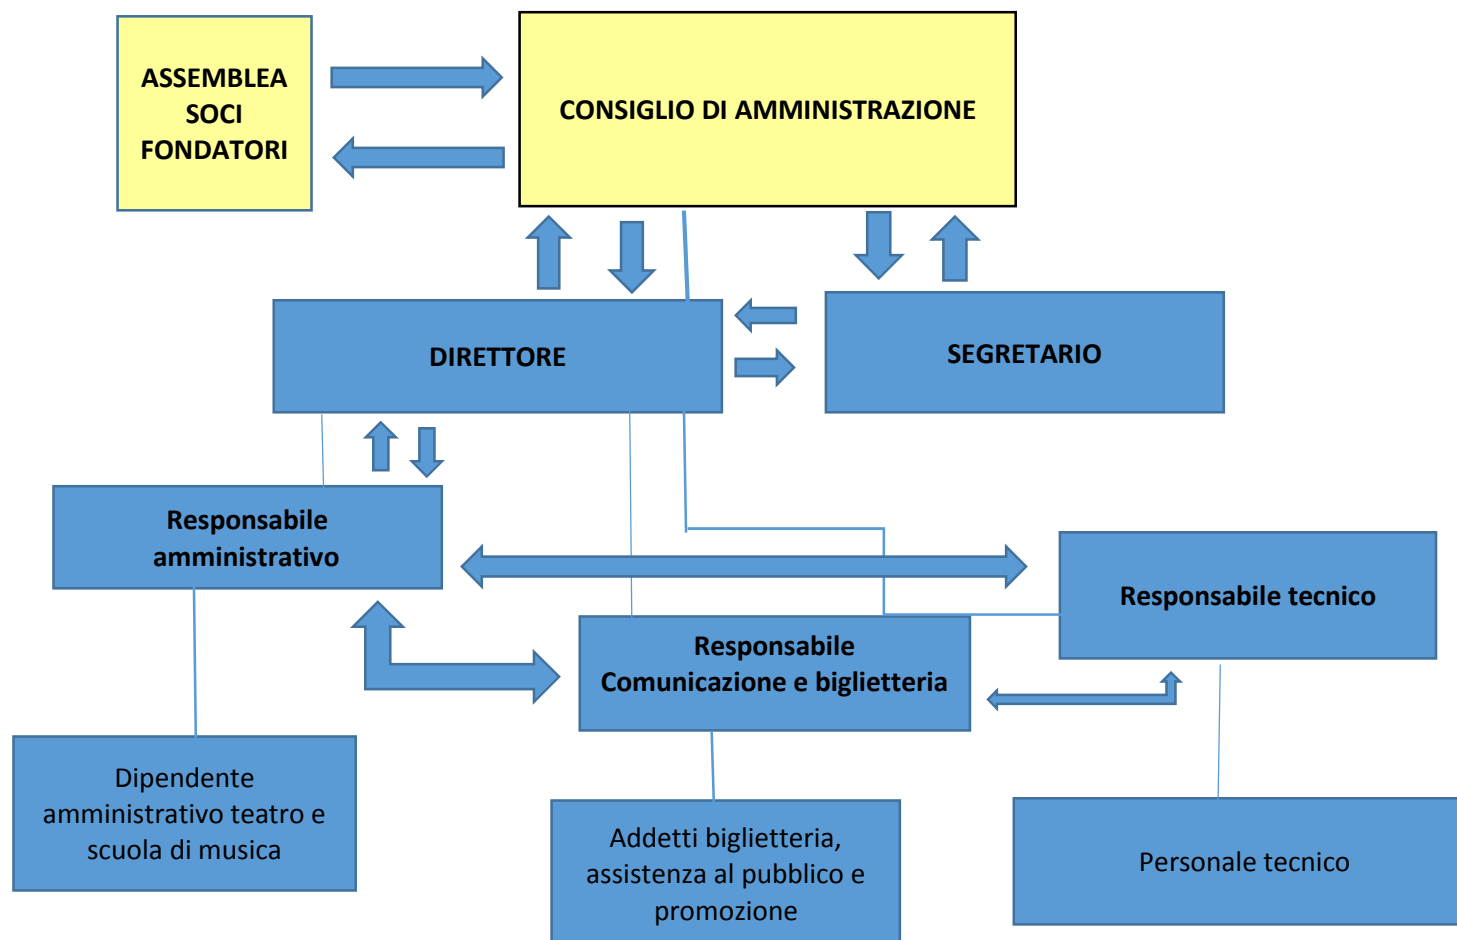 ASSEMBLEA
SOCI
FONDATORI
CONSIGLIO DI AMMINISTRAZIONE
DIRETTORE
SEGRETARIO
Responsabile
amministrativo
Responsabile tecnico
Responsabile
Comunicazione e biglietteria
Dipendente
amministrativo teatro e
scuola di musica
Addetti biglietteria,
assistenza al pubblico e
promozione
Personale tecnico